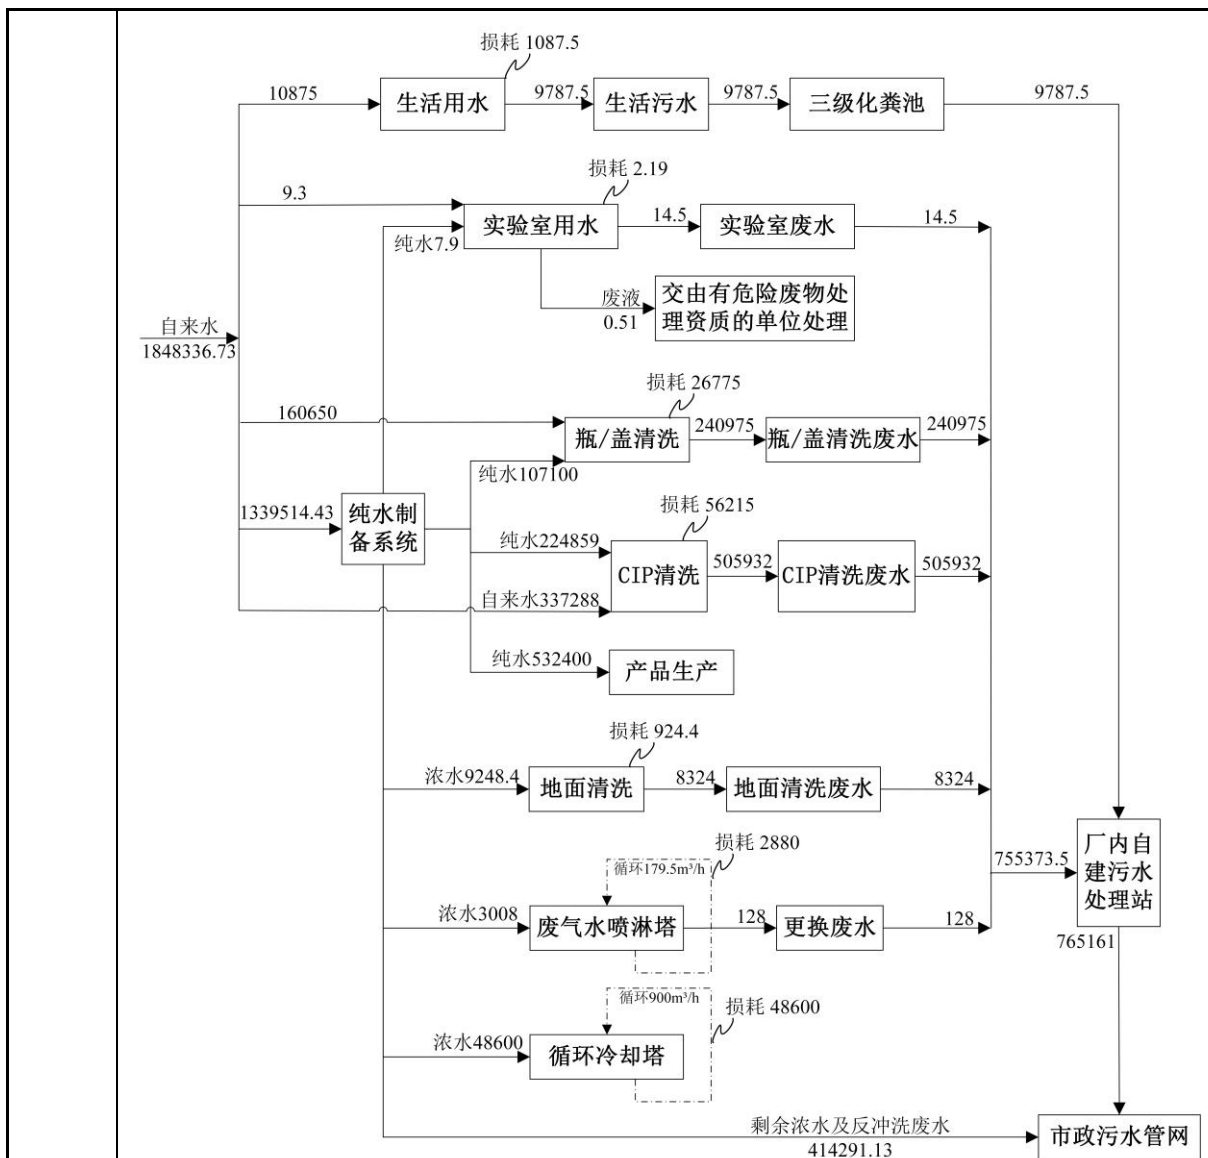 损耗 1087.5
10875
生活用水
9787.5
生活污水
9787.5
三级化粪池
9787.5
损耗 2.19
9.3
纯水7.9
实验室用水
14.5
实验室废水
14.5
废液
0.51
交由有危险废物处
理资质的单位处理
自来水
1848336.73
损耗 26775
160650
纯水107100
瓶/盖清洗
240975
瓶/盖清洗废水
240975
1339514.43
纯水制
备系统
损耗 56215
纯水224859
自来水337288
CIP清洗
505932
CIP清洗废水
505932
纯水532400
产品生产
损耗 924.4
浓水9248.4
地面清洗
8324
地面清洗废水
8324
损耗 2880
循环179.5m³/h
浓水3008
废气水喷淋塔
128
更换废水
128
755373.5
厂内自
建污水
处理站
765161
循环900m³/h
损耗 48600
浓水48600
循环冷却塔
剩余浓水及反冲洗废水
414291.13
市政污水管网